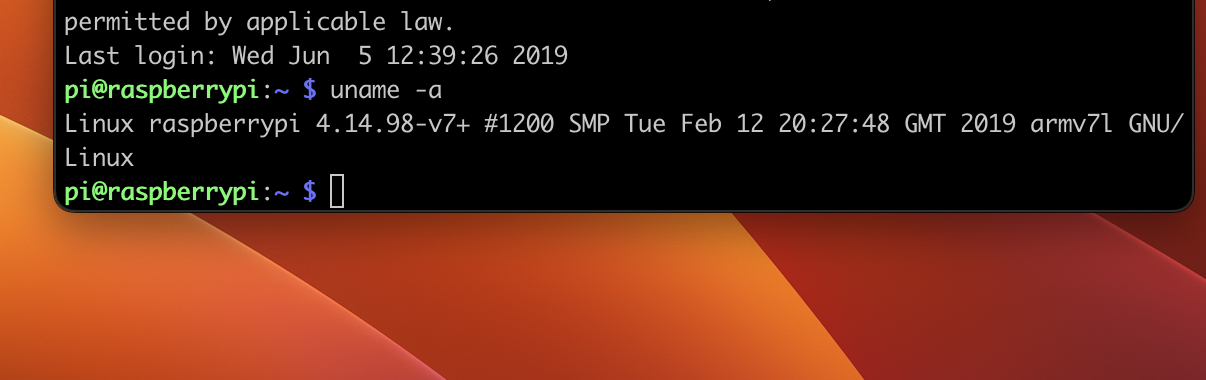 permitted by applicable law.
Last login: Wed Jun  5 12:39:26 2019
pi@raspberrypi:~ $ uname -a
Linux raspberrypi 4.14.98-v7+ #1200 SMP Tue Feb 12 20:27:48 GMT 2019 armv7l GNU/
Linux
pi@raspberrypi:~ $